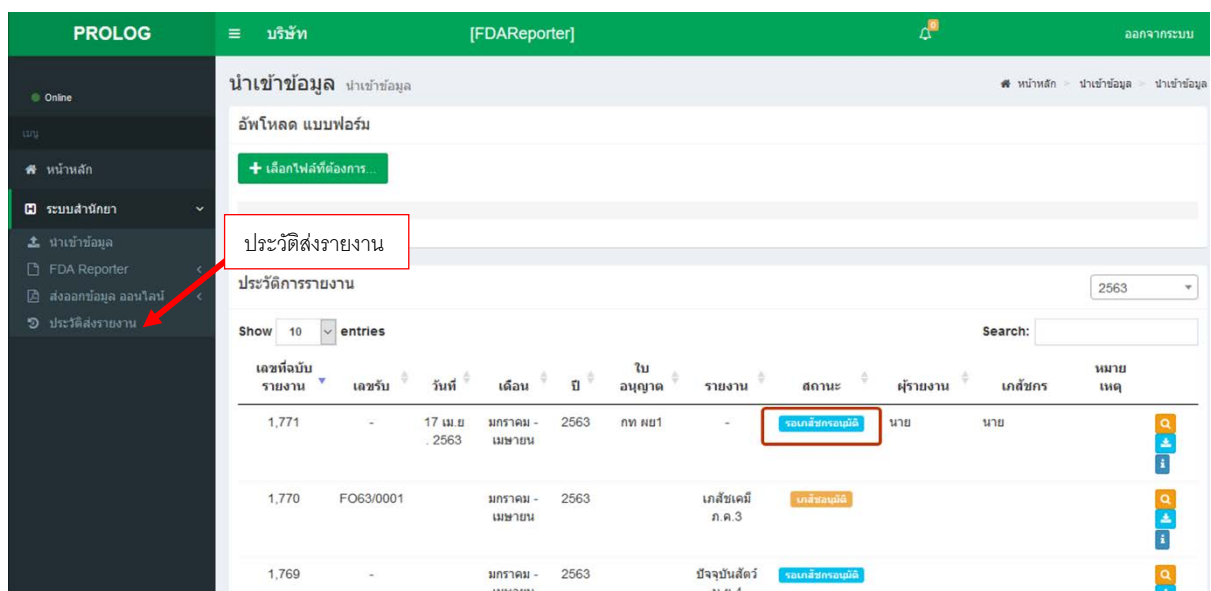 PROLOG
≡ บริษัท [FDAReporter] 0 ออกจากระบบ
Online
นำเข้าข้อมูล นำเข้าข้อมูล
หน้าหลัก > นำเข้าข้อมูล > นำเข้าข้อมูล
เมนู
อัพโหลด แบบฟอร์ม
หน้าหลัก
+ เลือกไฟล์ที่ต้องการ...
ระบบสำนักยา
นำเข้าข้อมูล
FDA Reporter
ส่งออกข้อมูล ออนไลน์
ประวัติส่งรายงาน
ประวัติส่งรายงาน
ประวัติการรายงาน 2563
Show 10 entries Search:
เลขที่ฉบับรายงาน เลขรับ วันที่ เดือน ปี ใบอนุญาต รายงาน สถานะ ผู้รายงาน เภสัชกร หมายเหตุ
1,771 - 17 เม.ย. 2563 มกราคม - เมษายน 2563 กท ผย1 - รอเภสัชกรอนุมัติ นาย นาย
1,770 FO63/0001 มกราคม - เมษายน 2563 เภสัชเคมี ภ.ค.3 เภสัชอนุมัติ
1,769 - มกราคม - เมษายน 2563 ปัจจุบันสัตว์ รอเภสัชกรอนุมัติ